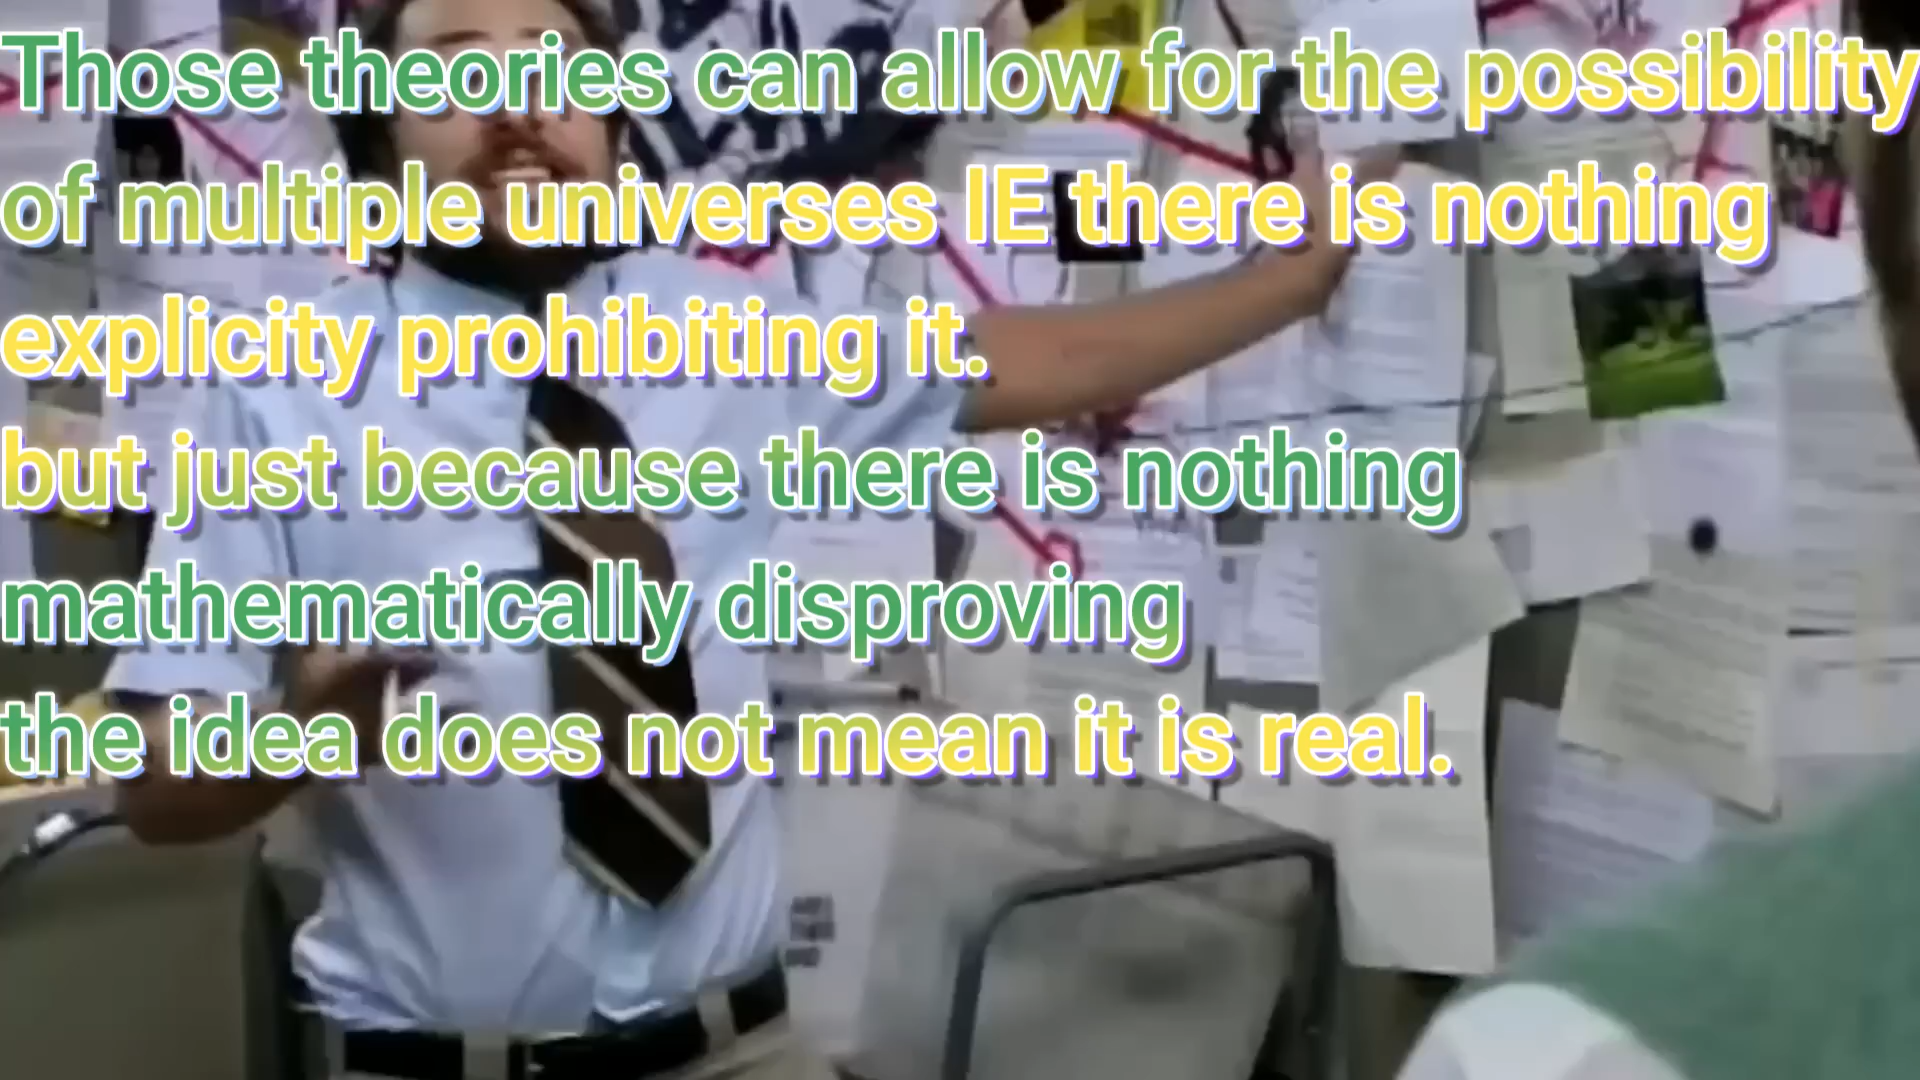 Those theories can allow for the possibility
of multiple universes IE there is nothing
explicity prohibiting it.
but just because there is nothing
mathematically disproving
the idea does not mean it is real.